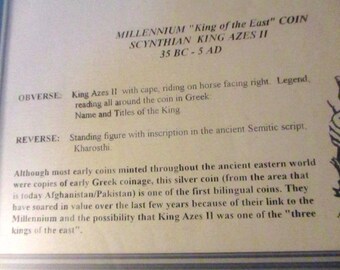 MILLENNIUM "King of the East" COIN
SCYNTHIAN KING AZES II
35 BC - 5 AD
OBVERSE: King Azes II with cape, riding on horse facing right. Legend,
reading all around the coin in Greek.
Name and Titles of the King.
REVERSE: Standing figure with inscription in the ancient Semitic script,
Kharosthi.
Although most early coins minted throughout the ancient eastern world
were copies of early Greek coinage, this silver coin (from the area that
is today Afghanistan/Pakistan) is one of the first bilingual coins. They
have soared in value over the last few years because of their link to the
Millennium and the possibility that King Azes II was one of the "three
kings of the east".